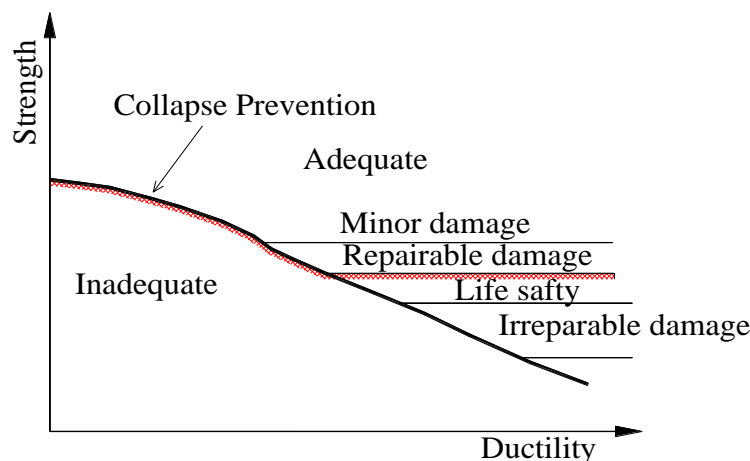 Strength
Collapse Prevention
Adequate
Minor damage
Repairable damage
Inadequate
Life safty
Irreparable damage
Ductility